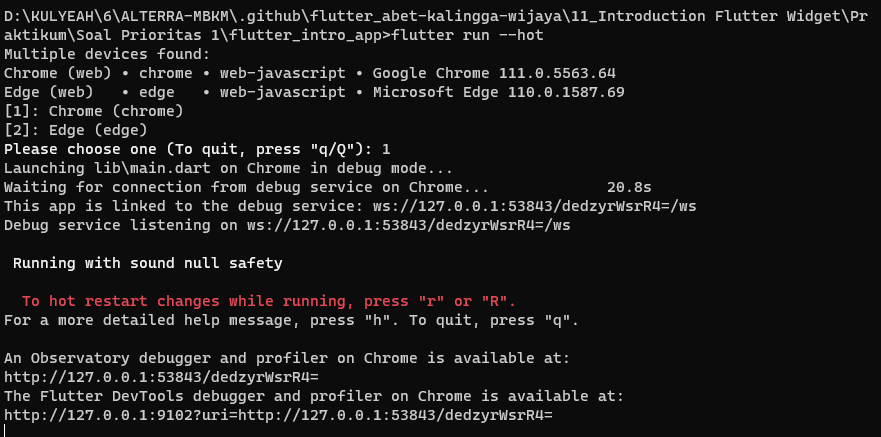 D:\KULYEAH\6\ALTERRA-MBKM\.github\flutter_abet-kalingga-wijaya\11_Introduction Flutter Widget\Pr
aktikum\Soal Prioritas 1\flutter_intro_app>flutter run --hot
Multiple devices found:
Chrome (web) • chrome • web-javascript • Google Chrome 111.0.5563.64
Edge (web)   • edge   • web-javascript • Microsoft Edge 110.0.1587.69
[1]: Chrome (chrome)
[2]: Edge (edge)
Please choose one (To quit, press "q/Q"): 1
Launching lib\main.dart on Chrome in debug mode...
Waiting for connection from debug service on Chrome...             20.8s
This app is linked to the debug service: ws://127.0.0.1:53843/dedzyrWsrR4=/ws
Debug service listening on ws://127.0.0.1:53843/dedzyrWsrR4=/ws
Running with sound null safety
To hot restart changes while running, press "r" or "R".
For a more detailed help message, press "h". To quit, press "q".
An Observatory debugger and profiler on Chrome is available at:
http://127.0.0.1:53843/dedzyrWsrR4=
The Flutter DevTools debugger and profiler on Chrome is available at:
http://127.0.0.1:9102?uri=http://127.0.0.1:53843/dedzyrWsrR4=